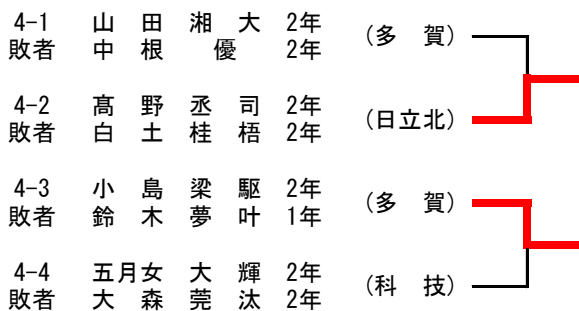 4-1 山田湘大 2年 (多賀)
敗者 中根優 2年
4-2 髙野丞司 2年 (日立北)
敗者 白土桂梧 2年
4-3 小島梁駆 2年 (多賀)
敗者 鈴木夢叶 1年
4-4 五月女大輝 2年 (科技)
敗者 大森莞汰 2年